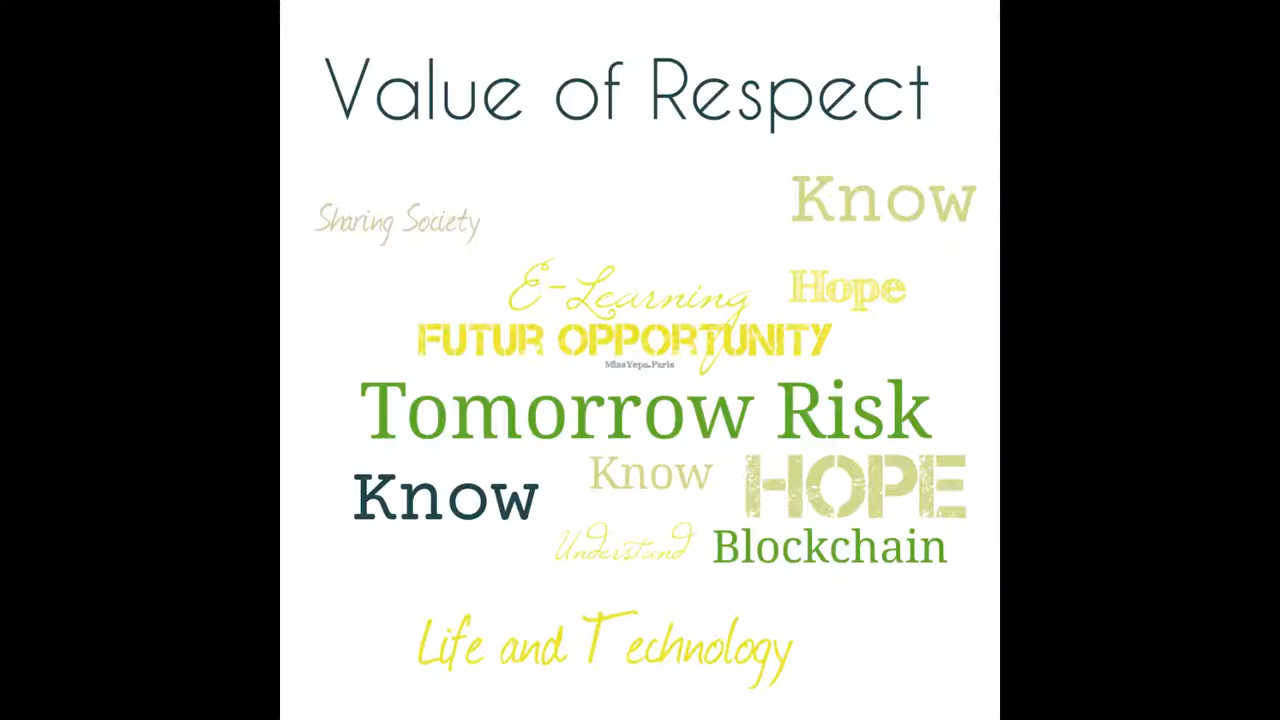 Value of Respect
Know
Sharing Society
E-Learning
Hope
FUTUR OPPORTUNITY
MissYepa.Paris
Tomorrow Risk
Know
HOPE
Know
Understand
Blockchain
Life and Technology